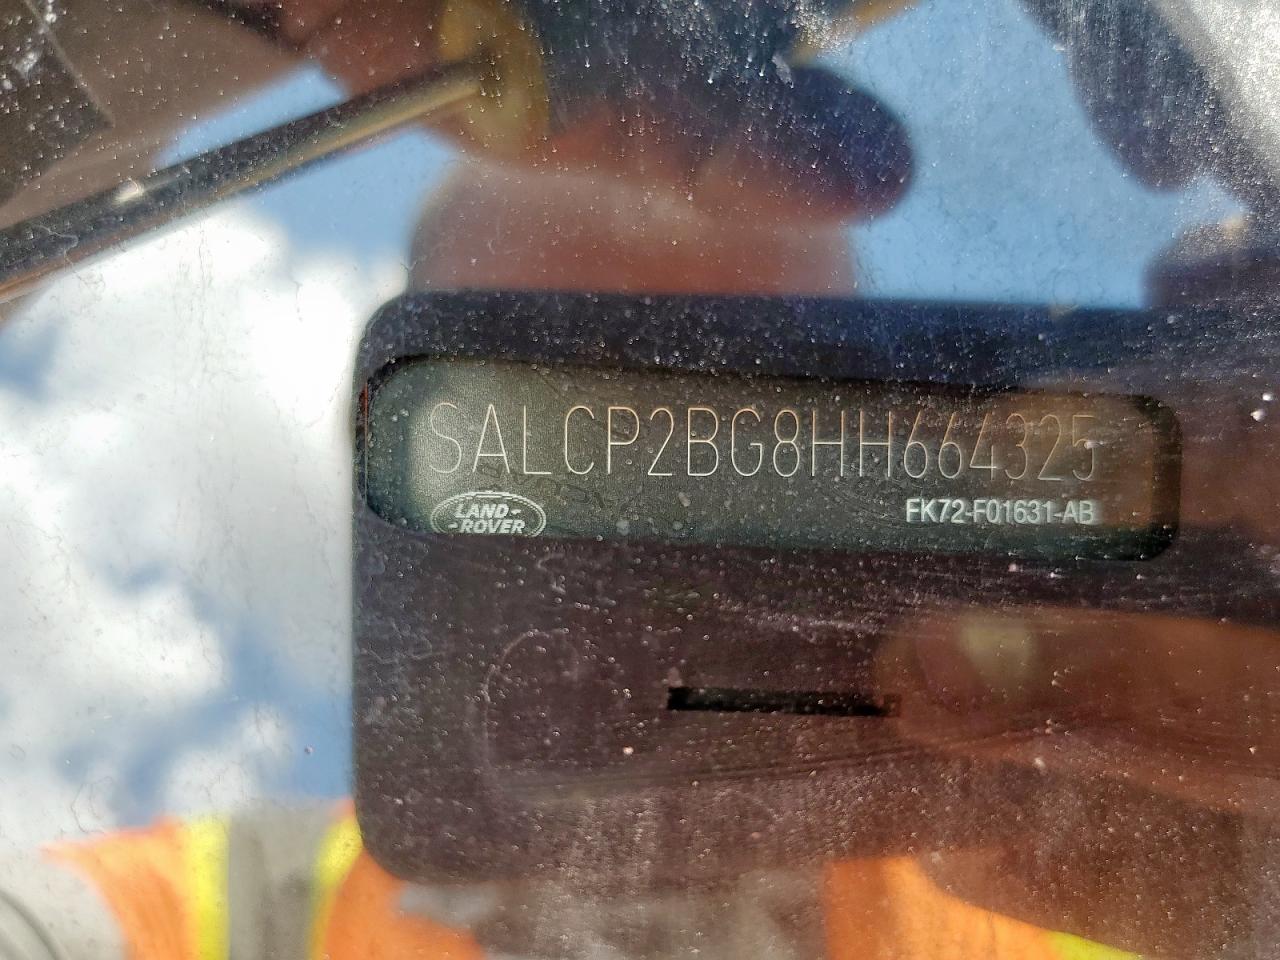 SALCP2BG8HH664325
LAND-
-ROVER
FK72-F01631-AB